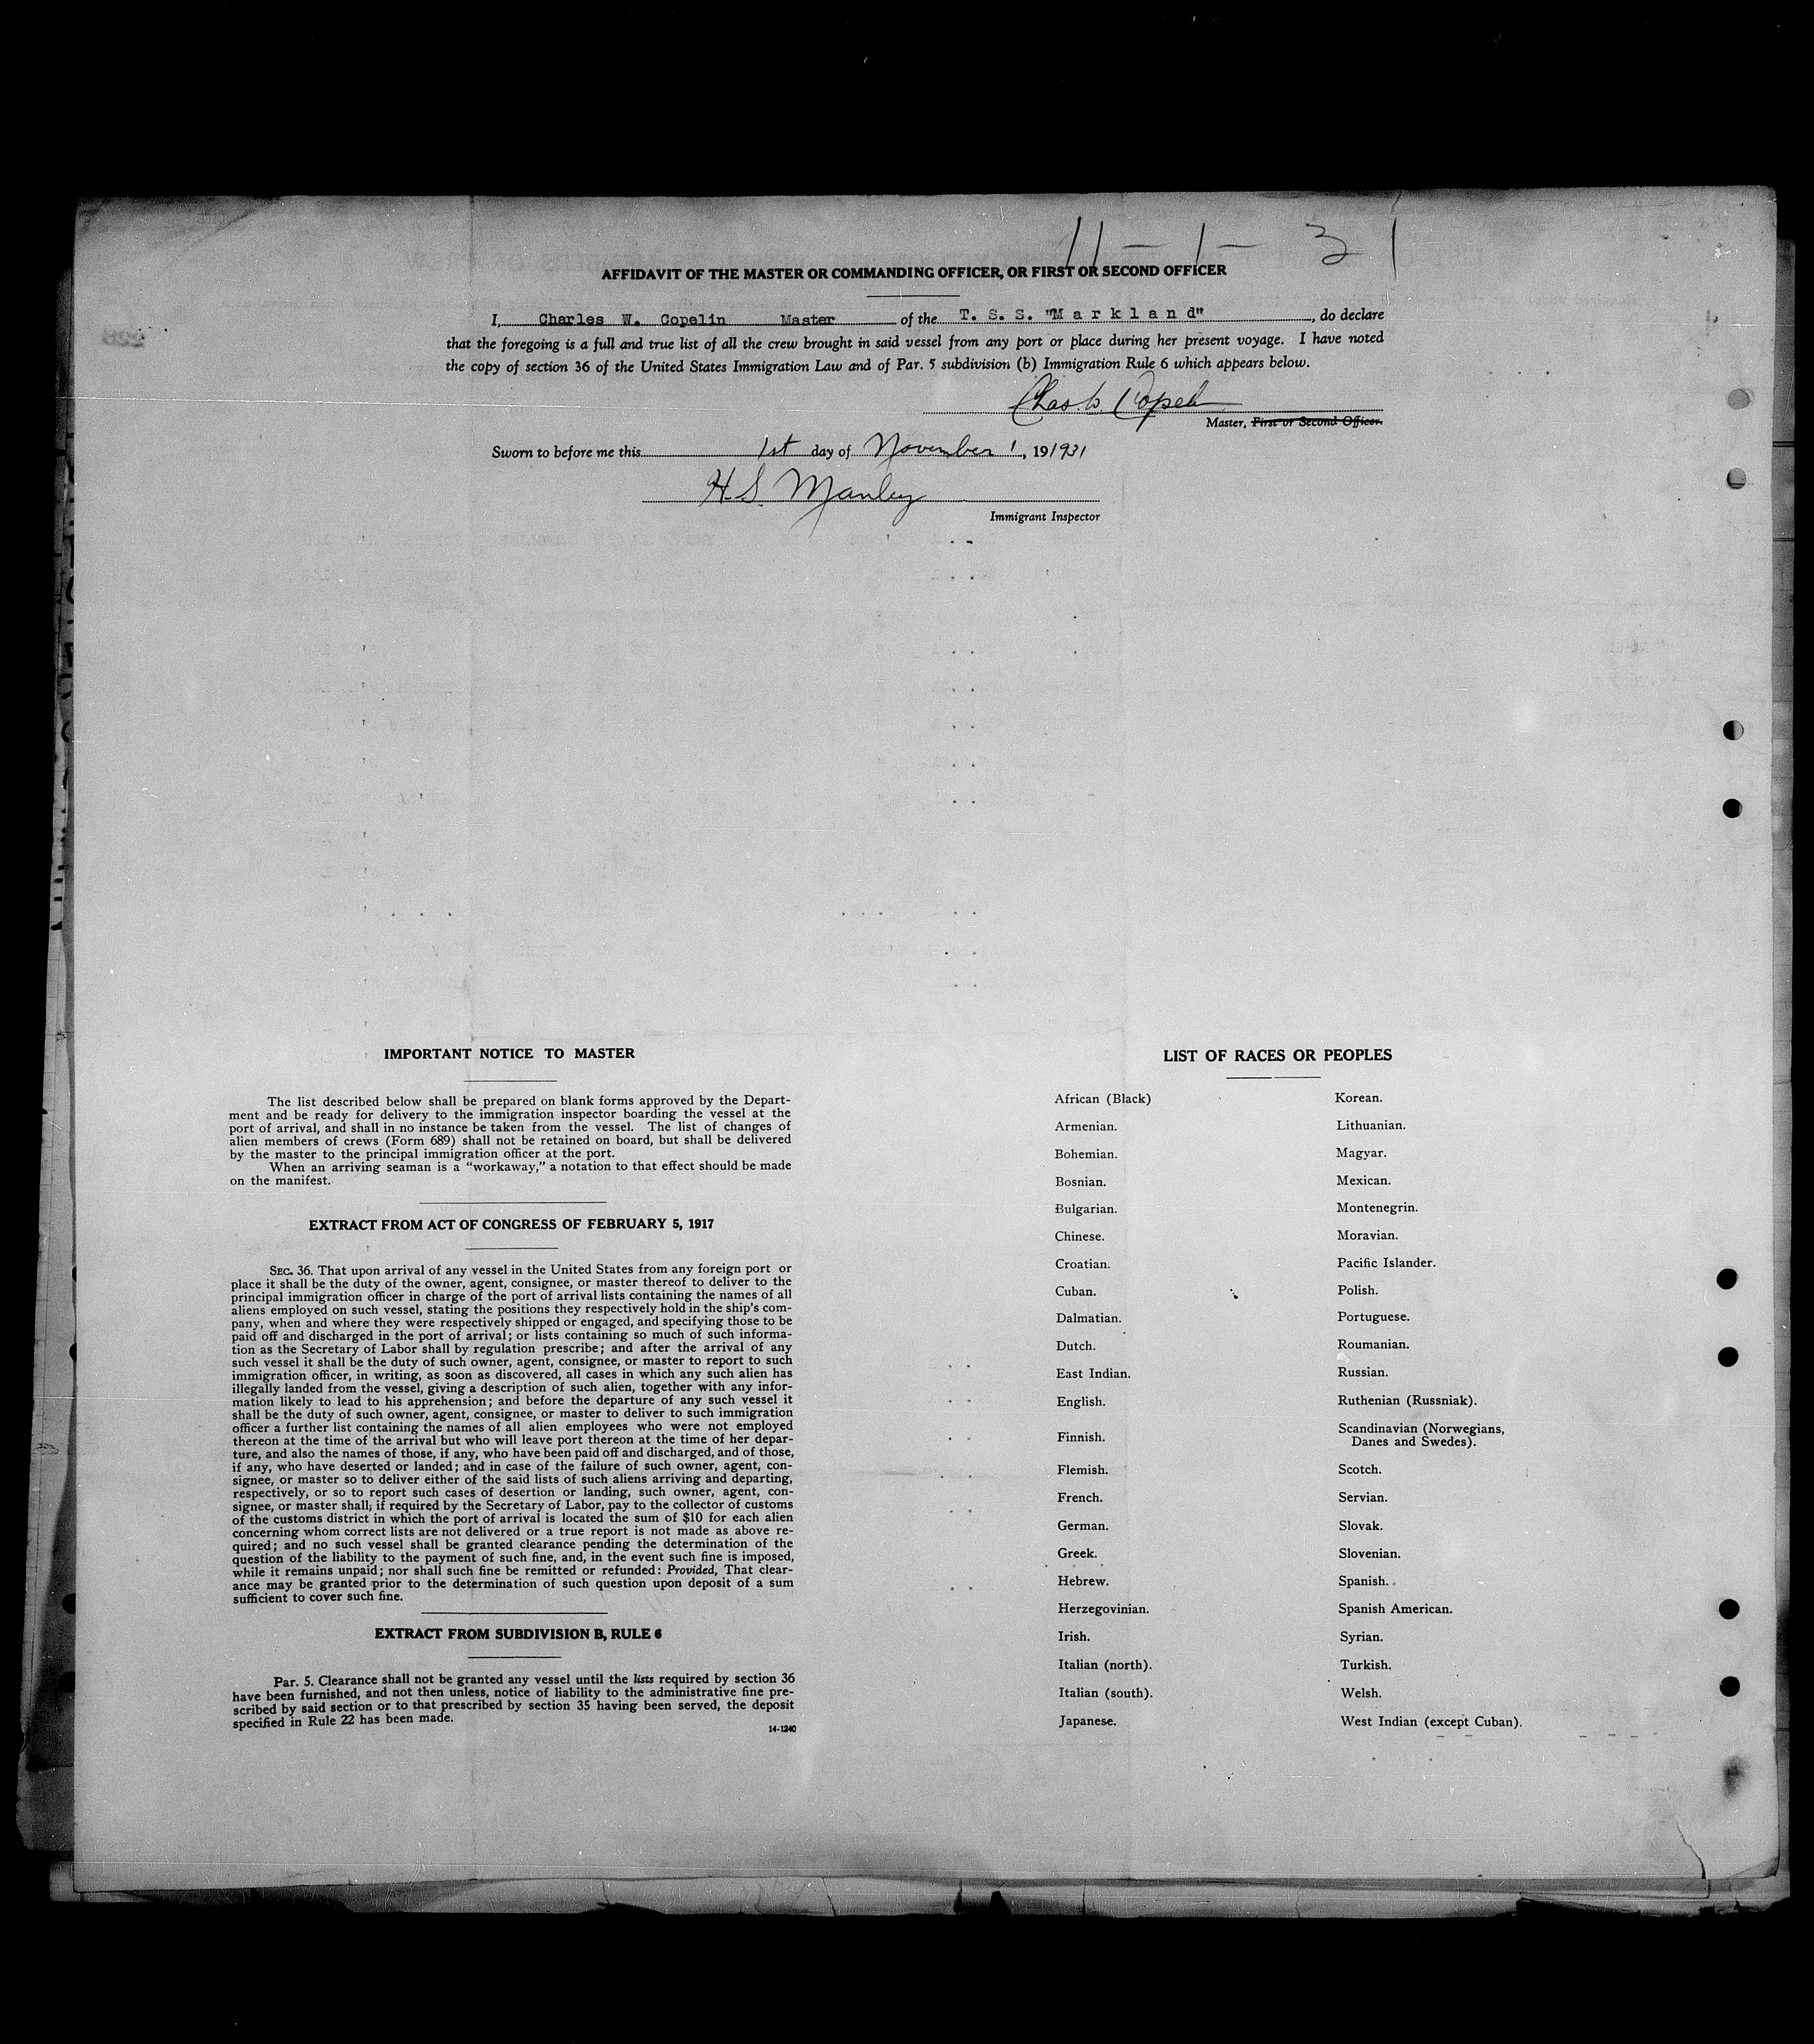 11-1-31
AFFIDAVIT OF THE MASTER OR COMMANDING OFFICER, OR FIRST OR SECOND OFFICER
I, Charles W. Copelin Master of the T. S. S. "M a r k l a n d", do declare
that the foregoing is a full and true list of all the crew brought in said vessel from any port or place during her present voyage. I have noted
the copy of section 36 of the United States Immigration Law and of Par. 5 subdivision (b) Immigration Rule 6 which appears below.
Chas. W. Copelin
Master, First or Second Officer.
Sworn to before me this 1st day of November 1, 191931
H. S. Manley
Immigrant Inspector
IMPORTANT NOTICE TO MASTER
The list described below shall be prepared on blank forms approved by the Depart-
ment and be ready for delivery to the immigration inspector boarding the vessel at the
port of arrival, and shall in no instance be taken from the vessel. The list of changes of
alien members of crews (Form 689) shall not be retained on board, but shall be delivered
by the master to the principal immigration officer at the port.
When an arriving seaman is a "workaway," a notation to that effect should be made
on the manifest.
EXTRACT FROM ACT OF CONGRESS OF FEBRUARY 5, 1917
SEC. 36. That upon arrival of any vessel in the United States from any foreign port or
place it shall be the duty of the owner, agent, consignee, or master thereof to deliver to the
principal immigration officer in charge of the port of arrival lists containing the names of all
aliens employed on such vessel, stating the positions they respectively hold in the ship's com-
pany, when and where they were respectively shipped or engaged, and specifying those to be
paid off and discharged in the port of arrival; or lists containing so much of such informa-
tion as the Secretary of Labor shall by regulation prescribe; and after the arrival of any
such vessel it shall be the duty of such owner, agent, consignee, or master to report to such
immigration officer, in writing, as soon as discovered, all cases in which any such alien has
illegally landed from the vessel, giving a description of such alien, together with any infor-
mation likely to lead to his apprehension; and before the departure of any such vessel it
shall be the duty of such owner, agent, consignee, or master to deliver to such immigration
officer a further list containing the names of all alien employees who were not employed
thereon at the time of the arrival but who will leave port thereon at the time of her depar-
ture, and also the names of those, if any, who have been paid off and discharged, and of those,
if any, who have deserted or landed; and in case of the failure of such owner, agent, con-
signee, or master so to deliver either of the said lists of such aliens arriving and departing,
respectively, or so to report such cases of desertion or landing, such owner, agent, con-
signee, or master shall, if required by the Secretary of Labor, pay to the collector of customs
of the customs district in which the port of arrival is located the sum of $10 for each alien
concerning whom correct lists are not delivered or a true report is not made as above re-
quired; and no such vessel shall be granted clearance pending the determination of the
question of the liability to the payment of such fine, and, in the event such fine is imposed,
while it remains unpaid; nor shall such fine be remitted or refunded: Provided, That clear-
ance may be granted prior to the determination of such question upon deposit of a sum
sufficient to cover such fine.
EXTRACT FROM SUBDIVISION B, RULE 6
Par. 5. Clearance shall not be granted any vessel until the lists required by section 36
have been furnished, and not then unless, notice of liability to the administrative fine pre-
scribed by said section or to that prescribed by section 35 having been served, the deposit
specified in Rule 22 has been made.
14-1240
LIST OF RACES OR PEOPLES
African (Black)
Armenian.
Bohemian.
Bosnian.
Bulgarian.
Chinese.
Croatian.
Cuban.
Dalmatian.
Dutch.
East Indian.
English.
Finnish.
Flemish.
French.
German.
Greek.
Hebrew.
Herzegovinian.
Irish.
Italian (north).
Italian (south).
Japanese.
Korean.
Lithuanian.
Magyar.
Mexican.
Montenegrin.
Moravian.
Pacific Islander.
Polish.
Portuguese.
Roumanian.
Russian.
Ruthenian (Russniak).
Scandinavian (Norwegians,
Danes and Swedes).
Scotch.
Servian.
Slovak.
Slovenian.
Spanish.
Spanish American.
Syrian.
Turkish.
Welsh.
West Indian (except Cuban).